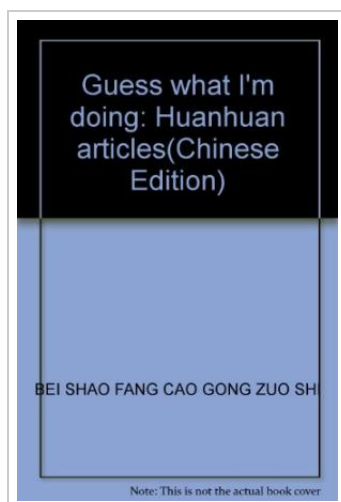 Guess what I'm
doing: Huanhuan
articles(Chinese
Edition)
BEI SHAO FANG CAO GONG ZUO SHI
Note: This is not the actual book cover